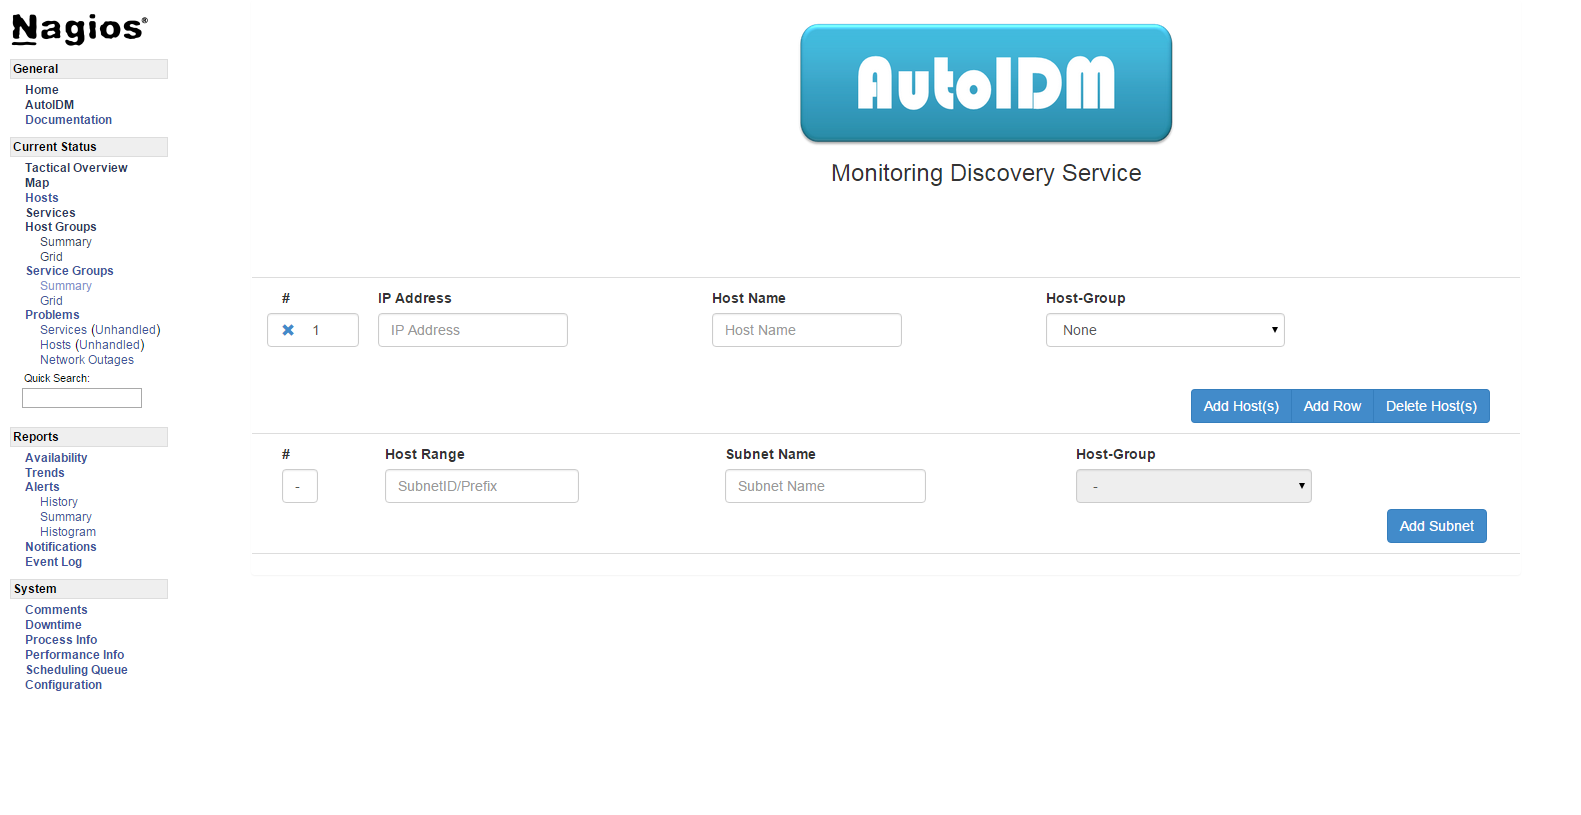 Nagios®
General
Home
AutoIDM
Documentation
Current Status
Tactical Overview
Map
Hosts
Services
Host Groups
Summary
Grid
Service Groups
Summary
Grid
Problems
Services (Unhandled)
Hosts (Unhandled)
Network Outages
Quick Search:
Reports
Availability
Trends
Alerts
History
Summary
Histogram
Notifications
Event Log
System
Comments
Downtime
Process Info
Performance Info
Scheduling Queue
Configuration
AutoIDM
Monitoring Discovery Service
# IP Address Host Name Host-Group
1 IP Address Host Name None
Add Host(s) Add Row Delete Host(s)
# Host Range Subnet Name Host-Group
- SubnetID/Prefix Subnet Name -
Add Subnet